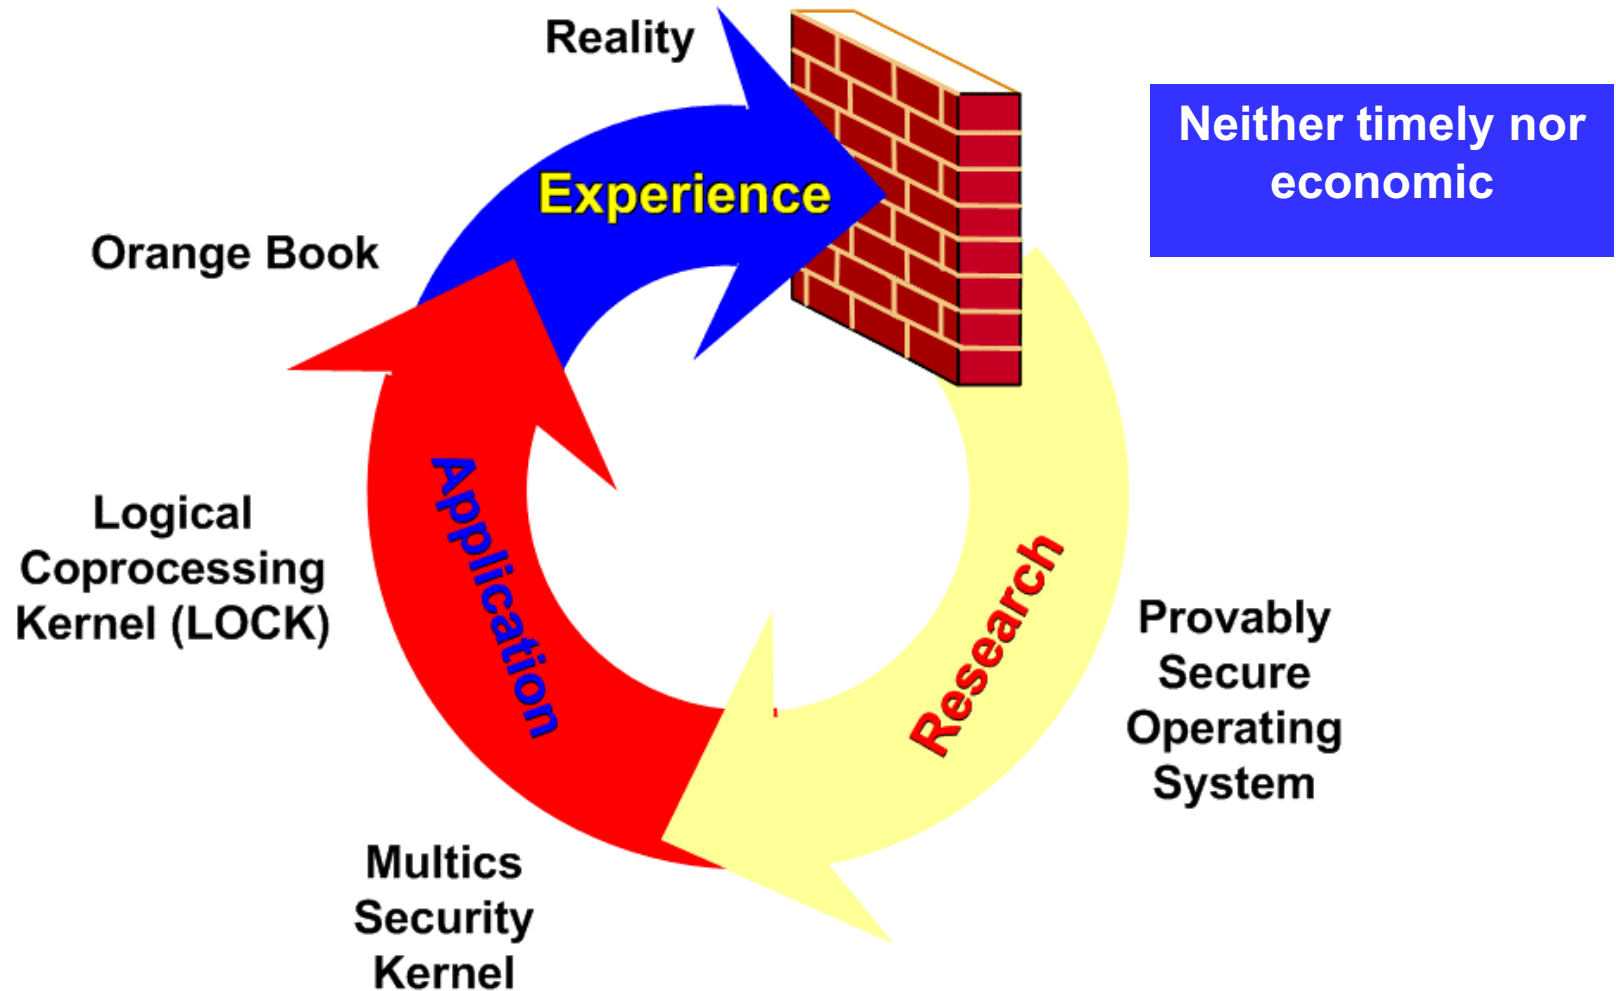 Reality
Neither timely nor
economic
Experience
Orange Book
Application
Logical
Coprocessing
Kernel (LOCK)
Research
Provably
Secure
Operating
System
Multics
Security
Kernel